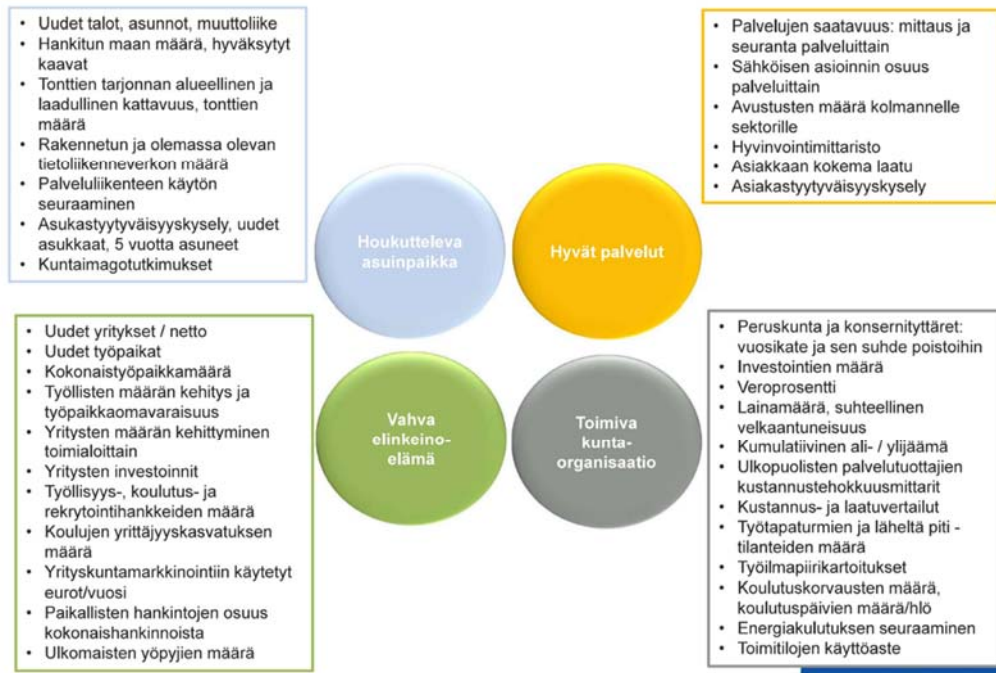 • Uudet talot, asunnot, muuttoliike
• Hankitun maan määrä, hyväksytyt
kaavat
• Tonttien tarjonnan alueellinen ja
laadullinen kattavuus, tonttien
määrä
• Rakennetun ja olemassa olevan
tietoliikenneverkon määrä
• Palveluliikenteen käytön
seuraaminen
• Asukastyytyväisyyskysely, uudet
asukkaat, 5 vuotta asuneet
• Kuntaimagotutkimukset
• Palvelujen saatavuus: mittaus ja
seuranta palveluittain
• Sähköisen asioinnin osuus
palveluittain
• Avustusten määrä kolmannelle
sektorille
• Hyvinvointimittaristo
• Asiakkaan kokema laatu
• Asiakastyytyväisyyskysely
Houkutteleva
asuinpaikka
Hyvät palvelut
• Uudet yritykset / netto
• Uudet työpaikat
• Kokonaistyöpaikkamäärä
• Työllisten määrän kehitys ja
työpaikkaomavaraisuus
• Yritysten määrän kehittyminen
toimialoittain
• Yritysten investoinnit
• Työllisyys-, koulutus- ja
rekrytointihankkeiden määrä
• Koulujen yrittäjyyskasvatuksen
määrä
• Yrityskuntamarkkinointiin käytetyt
eurot/vuosi
• Paikallisten hankintojen osuus
kokonaishankinnoista
• Ulkomaisten yöpyjien määrä
Vahva
elinkeino-
elämä
Toimiva
kunta-
organisaatio
• Peruskunta ja konsernityttäret:
vuosikate ja sen suhde poistoihin
• Investointien määrä
• Veroprosentti
• Lainamäärä, suhteellinen
velkaantuneisuus
• Kumulatiivinen ali- / ylijäämä
• Ulkopuolisten palvelutuottajien
kustannustehokkuusmittarit
• Kustannus- ja laatuvertailut
• Työtapaturmien ja läheltä piti -
tilanteiden määrä
• Työilmapiirikartoitukset
• Koulutuskorvausten määrä,
koulutuspäivien määrä/hlö
• Energiakulutuksen seuraaminen
• Toimitilojen käyttöaste